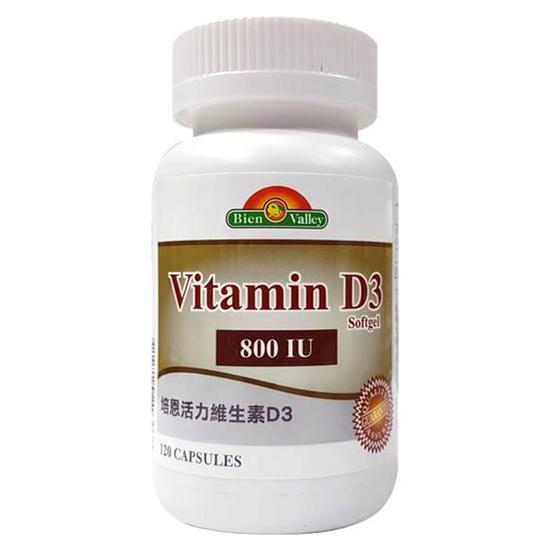 Bien Valley
Vitamin D3
Softgel
800 IU
培恩活力維生素D3
120 CAPSULES